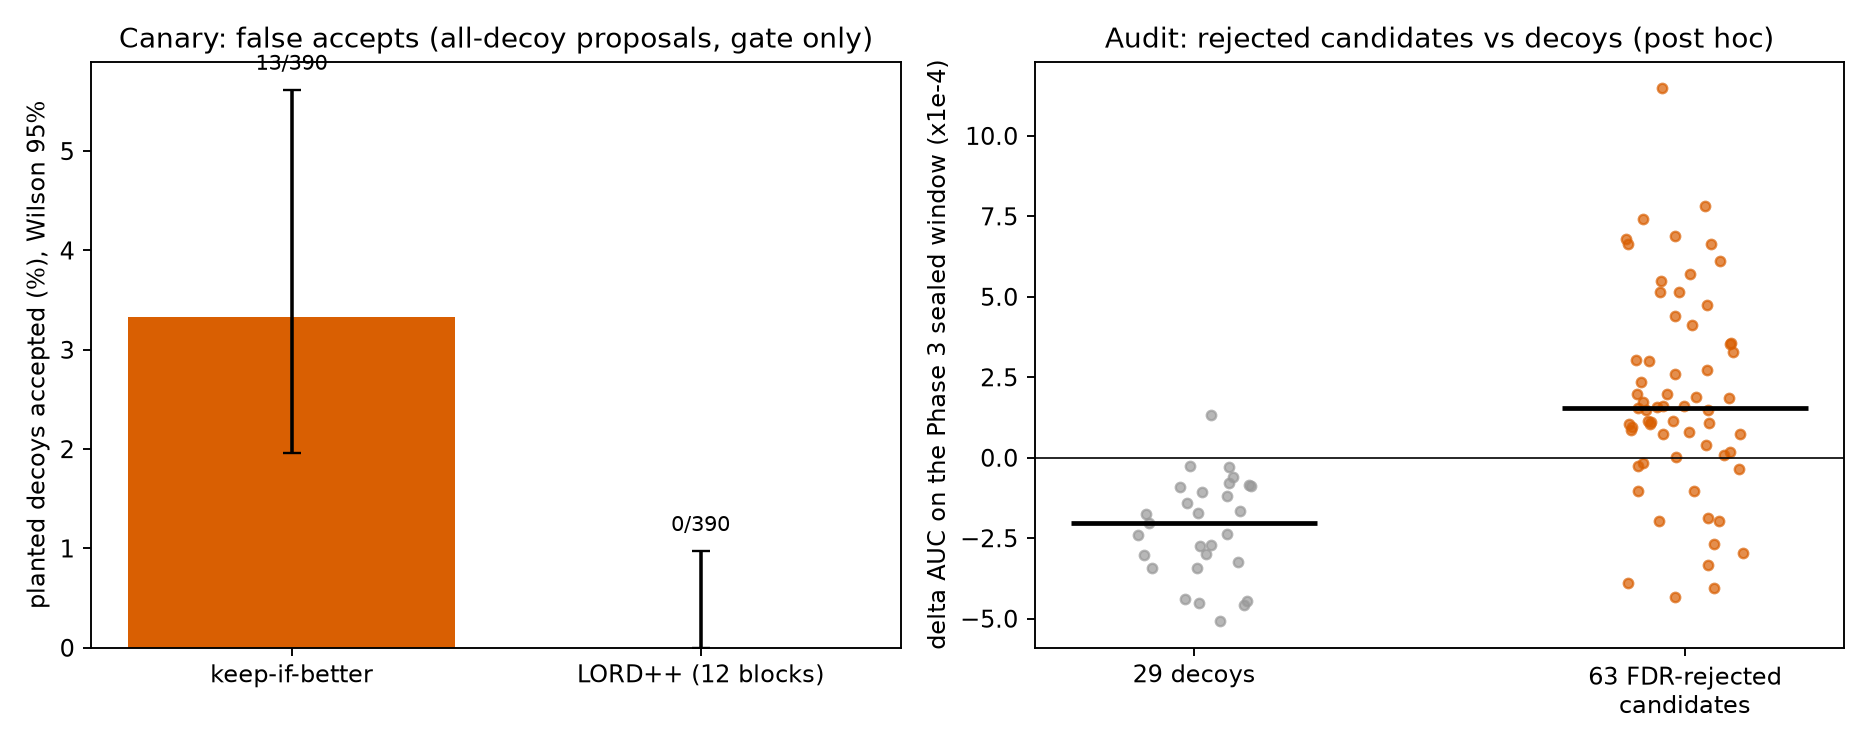 Canary: false accepts (all-decoy proposals, gate only)
planted decoys accepted (%), Wilson 95%
5
4
3
2
1
0
13/390
0/390
keep-if-better
LORD++ (12 blocks)
Audit: rejected candidates vs decoys (post hoc)
delta AUC on the Phase 3 sealed window (x1e-4)
10.0
7.5
5.0
2.5
0.0
−2.5
−5.0
29 decoys
63 FDR-rejected
candidates